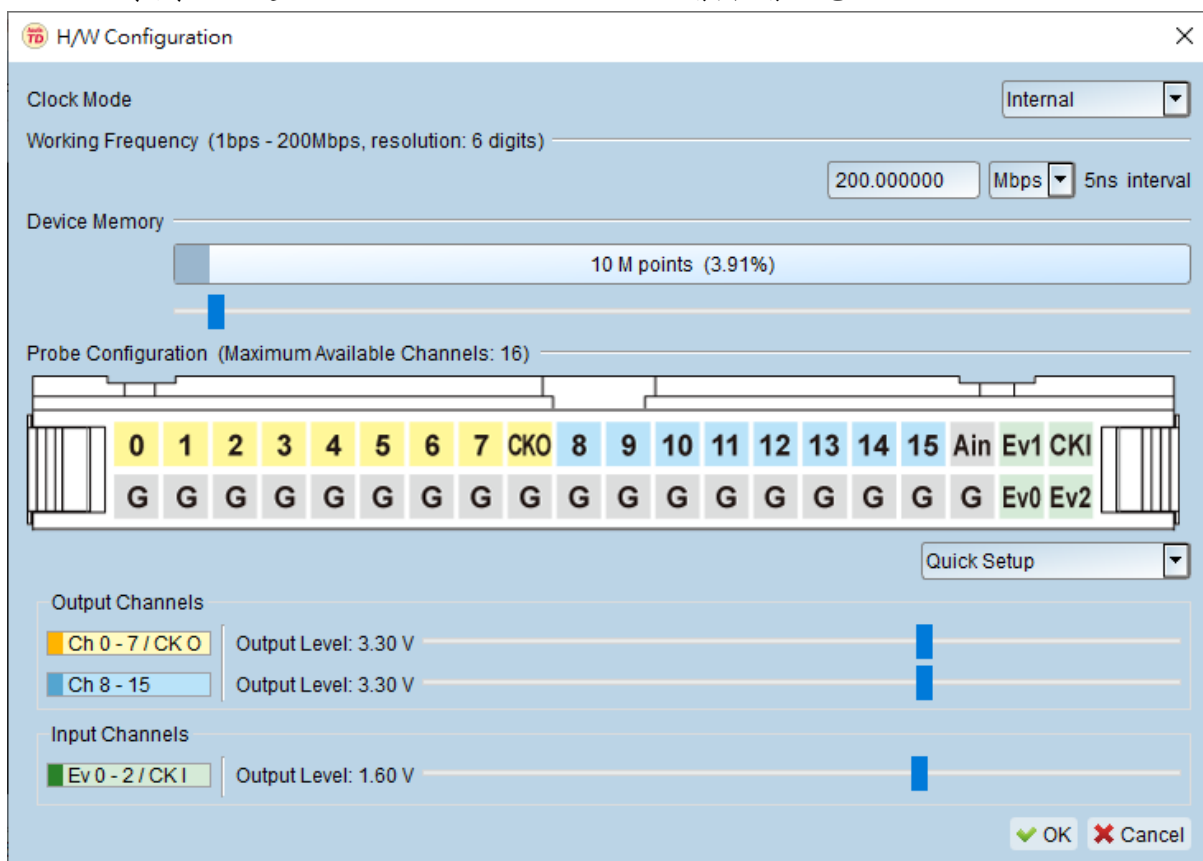 TD H/W Configuration
Clock Mode Internal
Working Frequency (1bps - 200Mbps, resolution: 6 digits)
200.000000 Mbps 5ns interval
Device Memory
10 M points (3.91%)
Probe Configuration (Maximum Available Channels: 16)
0 1 2 3 4 5 6 7 CKO 8 9 10 11 12 13 14 15 Ain Ev1 CKI
G G G G G G G G G G G G G G G G G G Ev0 Ev2
Quick Setup
Output Channels
Ch 0 - 7 / CK O Output Level: 3.30 V
Ch 8 - 15 Output Level: 3.30 V
Input Channels
Ev 0 - 2 / CK I Output Level: 1.60 V
OK Cancel